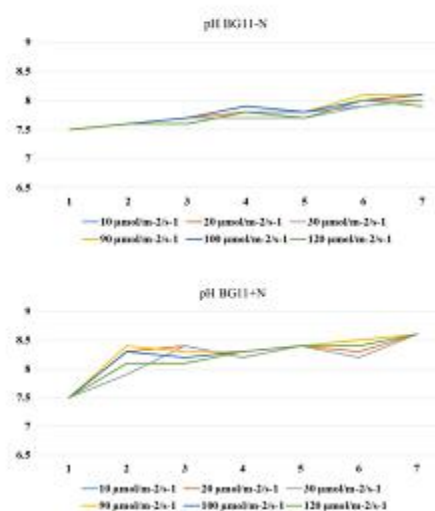 pH BG11-N
9
8.5
8
7.5
7
6.5
1 2 3 4 5 6 7
10 µmol/m-2/s-1 20 µmol/m-2/s-1 30 µmol/m-2/s-1
90 µmol/m-2/s-1 100 µmol/m-2/s-1 120 µmol/m-2/s-1
pH BG11+N
9
8.5
8
7.5
7
6.5
1 2 3 4 5 6 7
10 µmol/m-2/s-1 20 µmol/m-2/s-1 30 µmol/m-2/s-1
90 µmol/m-2/s-1 100 µmol/m-2/s-1 120 µmol/m-2/s-1